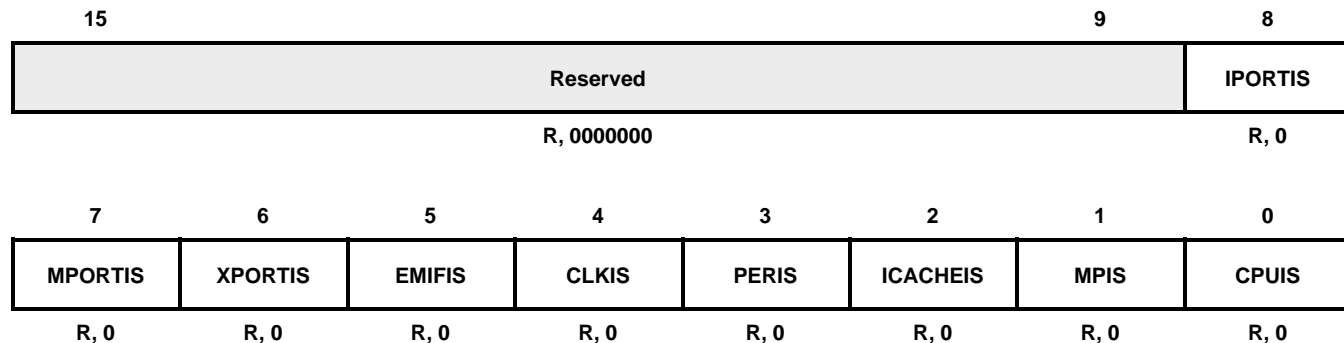 15 9 8
Reserved IPORTIS
R, 0000000 R, 0
7 6 5 4 3 2 1 0
MPORTIS XPORTIS EMIFIS CLKIS PERIS ICACHEIS MPIS CPUIS
R, 0 R, 0 R, 0 R, 0 R, 0 R, 0 R, 0 R, 0